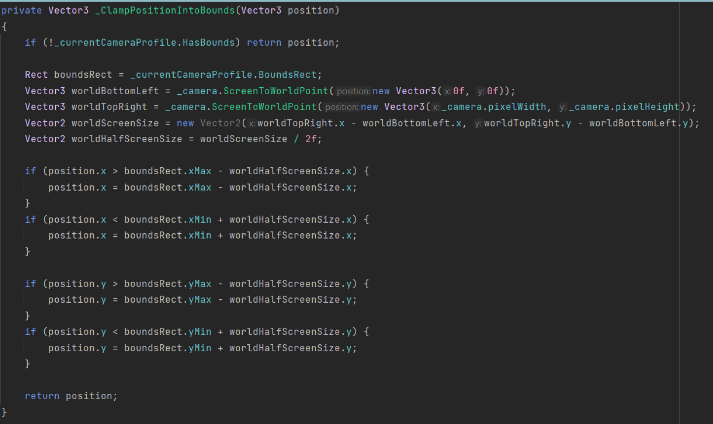 private Vector3 _ClampPositionIntoBounds(Vector3 position)
{
    if (!_currentCameraProfile.HasBounds) return position;

    Rect boundsRect = _currentCameraProfile.BoundsRect;
    Vector3 worldBottomLeft = _camera.ScreenToWorldPoint(position:new Vector3(x:0f, y:0f));
    Vector3 worldTopRight = _camera.ScreenToWorldPoint(position:new Vector3(x:_camera.pixelWidth, y:_camera.pixelHeight));
    Vector2 worldScreenSize = new Vector2(x:worldTopRight.x - worldBottomLeft.x, y:worldTopRight.y - worldBottomLeft.y);
    Vector2 worldHalfScreenSize = worldScreenSize / 2f;

    if (position.x > boundsRect.xMax - worldHalfScreenSize.x) {
        position.x = boundsRect.xMax - worldHalfScreenSize.x;
    }
    if (position.x < boundsRect.xMin + worldHalfScreenSize.x) {
        position.x = boundsRect.xMin + worldHalfScreenSize.x;
    }

    if (position.y > boundsRect.yMax - worldHalfScreenSize.y) {
        position.y = boundsRect.yMax - worldHalfScreenSize.y;
    }
    if (position.y < boundsRect.yMin + worldHalfScreenSize.y) {
        position.y = boundsRect.yMin + worldHalfScreenSize.y;
    }

    return position;
}